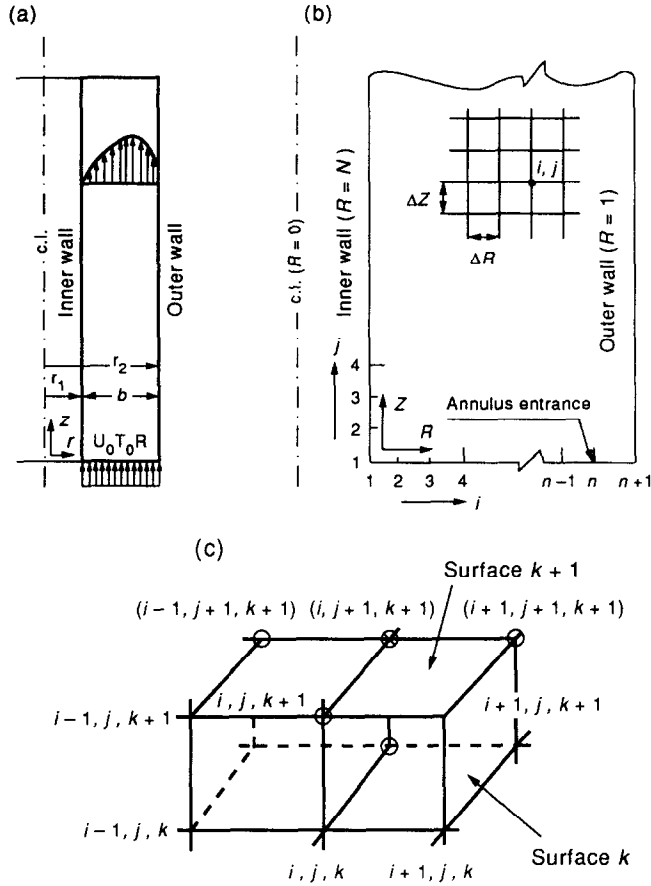 (a)
c.l.
Inner wall
Outer wall
r₂
r₁
b
z
r
U₀T₀R
(b)
c.l. (R = 0)
Inner wall (R = N)
Outer wall (R = 1)
i, j
ΔZ
ΔR
j
4
3
2
1
Z
R
Annulus entrance
1 2 3 4 n–1 n n+1
i
(c)
Surface k + 1
(i – 1, j + 1, k + 1) (i, j + 1, k + 1) (i + 1, j + 1, k + 1)
i, j, k + 1
i – 1, j, k + 1
i + 1, j, k + 1
i – 1, j, k
i, j, k
i + 1, j, k
Surface k